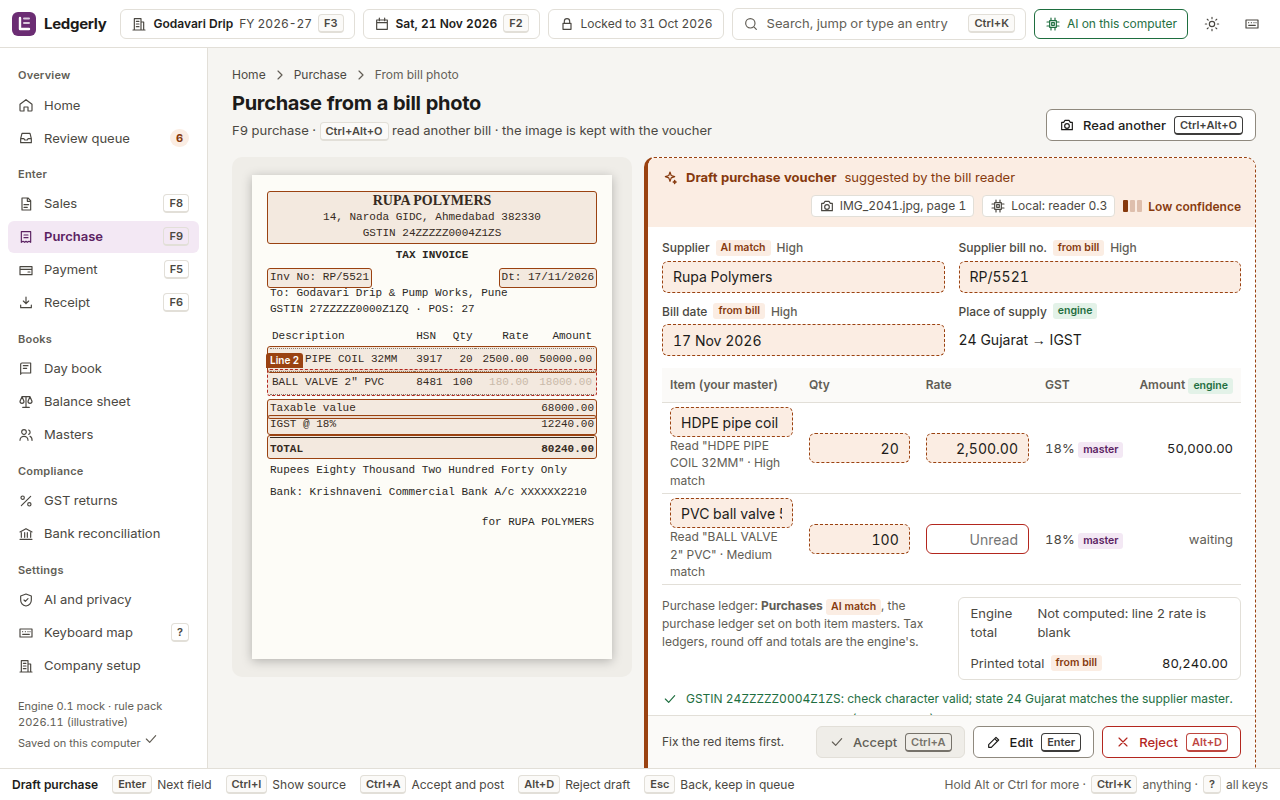 Ledgerly
Godavari Drip FY 2026-27 F3
Sat, 21 Nov 2026 F2
Locked to 31 Oct 2026
Search, jump or type an entry Ctrl+K
AI on this computer
Overview
Home
Review queue 6
Enter
Sales F8
Purchase F9
Payment F5
Receipt F6
Books
Day book
Balance sheet
Masters
Compliance
GST returns
Bank reconciliation
Settings
AI and privacy
Keyboard map ?
Company setup
Engine 0.1 mock · rule pack
2026.11 (illustrative)
Saved on this computer
Home > Purchase > From bill photo
Purchase from a bill photo
F9 purchase · Ctrl+Alt+O read another bill · the image is kept with the voucher
Read another Ctrl+Alt+O
RUPA POLYMERS
14, Naroda GIDC, Ahmedabad 382330
GSTIN 24ZZZZZ0004Z1ZS
TAX INVOICE
Inv No: RP/5521 Dt: 17/11/2026
To: Godavari Drip & Pump Works, Pune
GSTIN 27ZZZZZ0000Z1ZQ · POS: 27
Description HSN Qty Rate Amount
PIPE COIL 32MM 3917 20 2500.00 50000.00
Line 2
BALL VALVE 2" PVC 8481 100 180.00 18000.00
Taxable value 68000.00
IGST @ 18% 12240.00
TOTAL 80240.00
Rupees Eighty Thousand Two Hundred Forty Only
Bank: Krishnaveni Commercial Bank A/c XXXXXX2210
for RUPA POLYMERS
Draft purchase voucher suggested by the bill reader
IMG_2041.jpg, page 1
Local: reader 0.3
Low confidence
Supplier AI match High
Rupa Polymers
Supplier bill no. from bill High
RP/5521
Bill date from bill High
17 Nov 2026
Place of supply engine
24 Gujarat → IGST
Item (your master) Qty Rate GST Amount engine
HDPE pipe coil
Read "HDPE PIPE
COIL 32MM" · High
match
20 2,500.00 18% master 50,000.00
PVC ball valve
Read "BALL VALVE
2" PVC" · Medium
match
100 Unread 18% master waiting
Purchase ledger: Purchases AI match, the
purchase ledger set on both item masters. Tax
ledgers, round off and totals are the engine's.
Engine total Not computed: line 2 rate is blank
Printed total from bill 80,240.00
GSTIN 24ZZZZZ0004Z1ZS: check character valid; state 24 Gujarat matches the supplier master.
Fix the red items first.
Accept Ctrl+A
Edit Enter
Reject Alt+D
Draft purchase Enter Next field Ctrl+I Show source Ctrl+A Accept and post Alt+D Reject draft Esc Back, keep in queue
Hold Alt or Ctrl for more · Ctrl+K anything · ? all keys